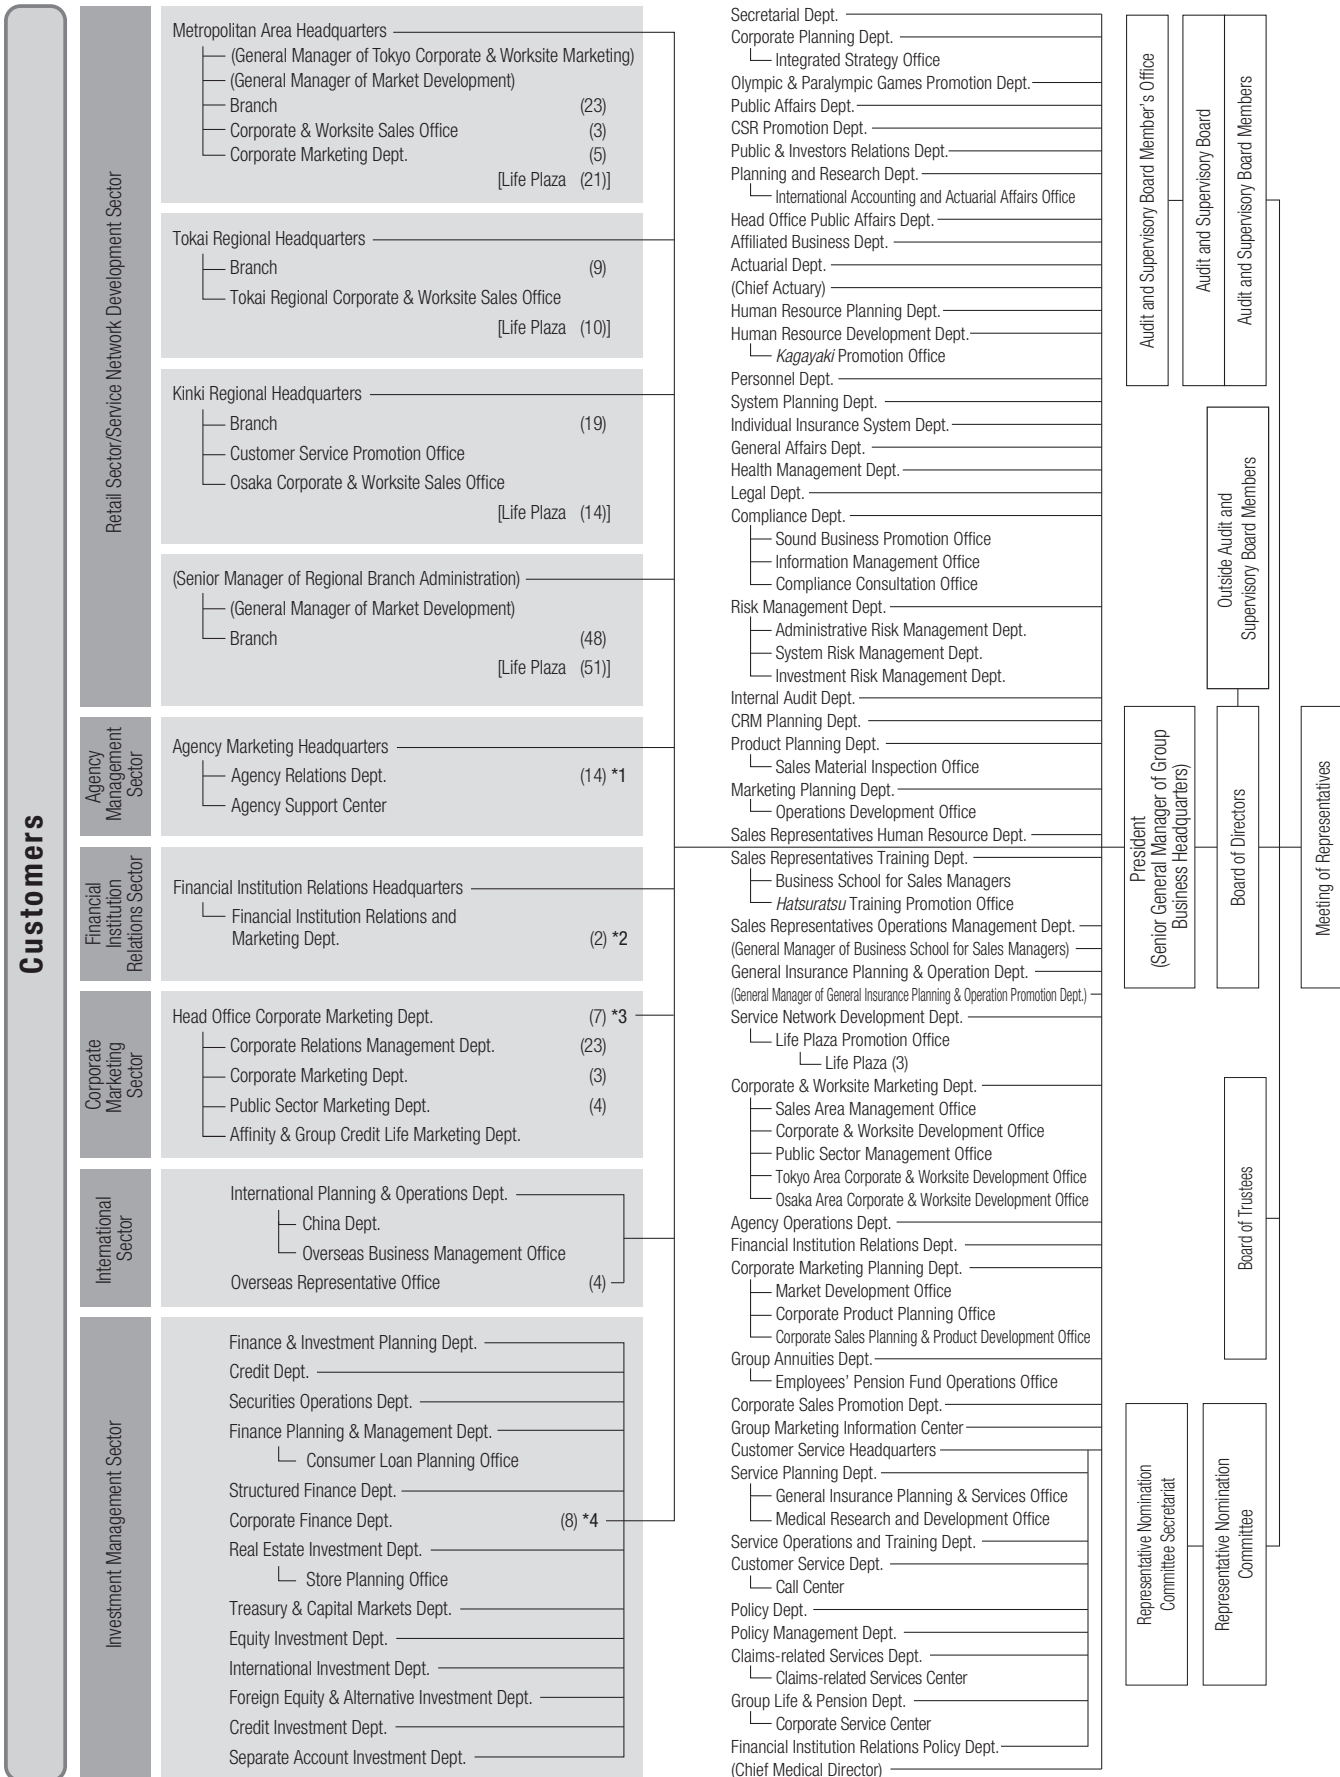 Customers
Retail Sector/Service Network Development Sector
Metropolitan Area Headquarters
(General Manager of Tokyo Corporate & Worksite Marketing)
(General Manager of Market Development)
Branch (23)
Corporate & Worksite Sales Office (3)
Corporate Marketing Dept. (5)
[Life Plaza (21)]
Tokai Regional Headquarters
Branch (9)
Tokai Regional Corporate & Worksite Sales Office
[Life Plaza (10)]
Kinki Regional Headquarters
Branch (19)
Customer Service Promotion Office
Osaka Corporate & Worksite Sales Office
[Life Plaza (14)]
(Senior Manager of Regional Branch Administration)
(General Manager of Market Development)
Branch (48)
[Life Plaza (51)]
Agency
Management
Sector
Agency Marketing Headquarters
Agency Relations Dept. (14) *1
Agency Support Center
Financial
Institution
Relations Sector
Financial Institution Relations Headquarters
Financial Institution Relations and
Marketing Dept. (2) *2
Corporate
Marketing
Sector
Head Office Corporate Marketing Dept. (7) *3
Corporate Relations Management Dept. (23)
Corporate Marketing Dept. (3)
Public Sector Marketing Dept. (4)
Affinity & Group Credit Life Marketing Dept.
International
Sector
International Planning & Operations Dept.
China Dept.
Overseas Business Management Office
Overseas Representative Office (4)
Investment Management Sector
Finance & Investment Planning Dept.
Credit Dept.
Securities Operations Dept.
Finance Planning & Management Dept.
Consumer Loan Planning Office
Structured Finance Dept.
Corporate Finance Dept. (8) *4
Real Estate Investment Dept.
Store Planning Office
Treasury & Capital Markets Dept.
Equity Investment Dept.
International Investment Dept.
Foreign Equity & Alternative Investment Dept.
Credit Investment Dept.
Separate Account Investment Dept.
Secretarial Dept.
Corporate Planning Dept.
Integrated Strategy Office
Olympic & Paralympic Games Promotion Dept.
Public Affairs Dept.
CSR Promotion Dept.
Public & Investors Relations Dept.
Planning and Research Dept.
International Accounting and Actuarial Affairs Office
Head Office Public Affairs Dept.
Affiliated Business Dept.
Actuarial Dept.
(Chief Actuary)
Human Resource Planning Dept.
Human Resource Development Dept.
Kagayaki Promotion Office
Personnel Dept.
System Planning Dept.
Individual Insurance System Dept.
General Affairs Dept.
Health Management Dept.
Legal Dept.
Compliance Dept.
Sound Business Promotion Office
Information Management Office
Compliance Consultation Office
Risk Management Dept.
Administrative Risk Management Dept.
System Risk Management Dept.
Investment Risk Management Dept.
Internal Audit Dept.
CRM Planning Dept.
Product Planning Dept.
Sales Material Inspection Office
Marketing Planning Dept.
Operations Development Office
Sales Representatives Human Resource Dept.
Sales Representatives Training Dept.
Business School for Sales Managers
Hatsuratsu Training Promotion Office
Sales Representatives Operations Management Dept.
(General Manager of Business School for Sales Managers)
General Insurance Planning & Operation Dept.
(General Manager of General Insurance Planning & Operation Promotion Dept.)
Service Network Development Dept.
Life Plaza Promotion Office
Life Plaza (3)
Corporate & Worksite Marketing Dept.
Sales Area Management Office
Corporate & Worksite Development Office
Public Sector Management Office
Tokyo Area Corporate & Worksite Development Office
Osaka Area Corporate & Worksite Development Office
Agency Operations Dept.
Financial Institution Relations Dept.
Corporate Marketing Planning Dept.
Market Development Office
Corporate Product Planning Office
Corporate Sales Planning & Product Development Office
Group Annuities Dept.
Employees' Pension Fund Operations Office
Corporate Sales Promotion Dept.
Group Marketing Information Center
Customer Service Headquarters
Service Planning Dept.
General Insurance Planning & Services Office
Medical Research and Development Office
Service Operations and Training Dept.
Customer Service Dept.
Call Center
Policy Dept.
Policy Management Dept.
Claims-related Services Dept.
Claims-related Services Center
Group Life & Pension Dept.
Corporate Service Center
Financial Institution Relations Policy Dept.
(Chief Medical Director)
Audit and Supervisory Board Member's Office
Audit and Supervisory Board
Audit and Supervisory Board Members
Outside Audit and
Supervisory Board Members
President
(Senior General Manager of Group
Business Headquarters)
Board of Directors
Meeting of Representatives
Board of Trustees
Representative Nomination
Committee Secretariat
Representative Nomination
Committee